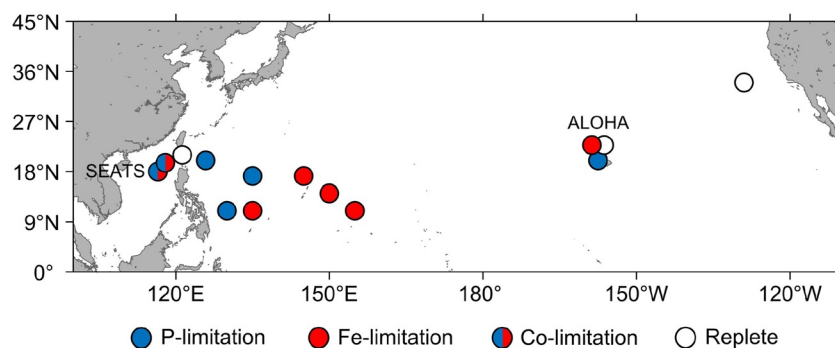 45°N
36°N
27°N
18°N
9°N
0°
ALOHA
SEATS
120°E 150°E 180° 150°W 120°W
P-limitation Fe-limitation Co-limitation Replete